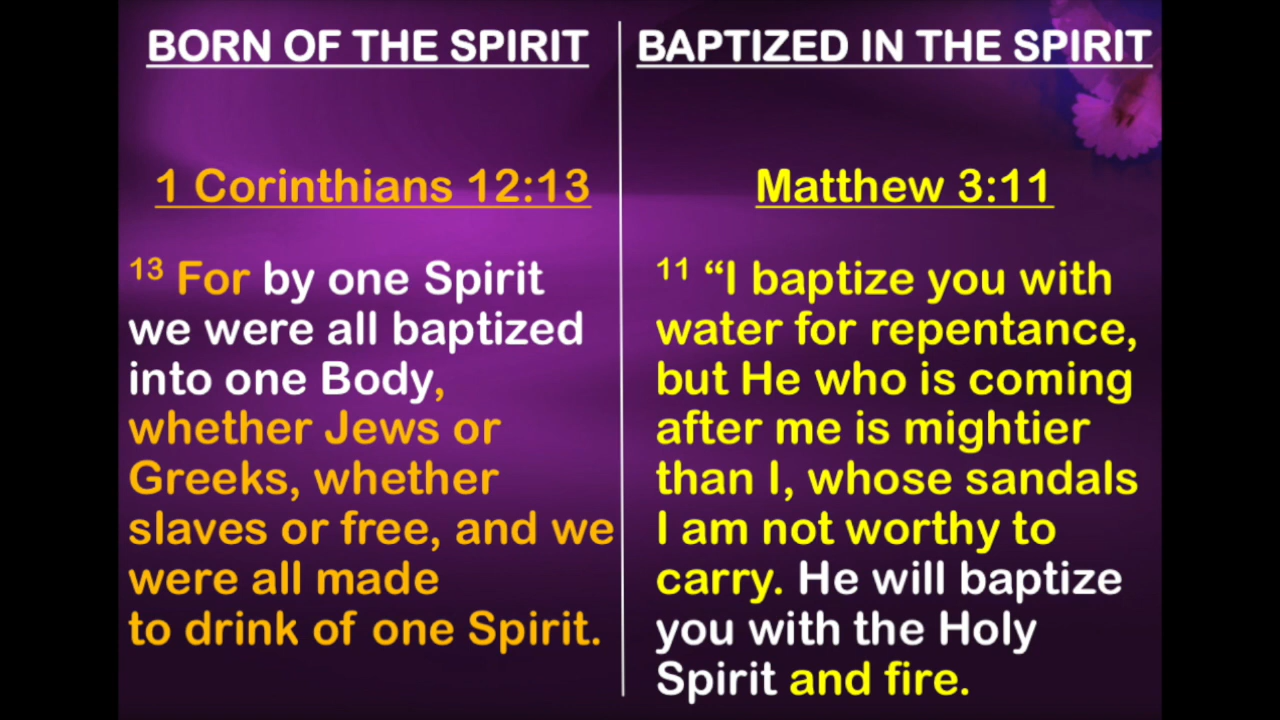 BORN OF THE SPIRIT
1 Corinthians 12:13
13 For by one Spirit
we were all baptized
into one Body,
whether Jews or
Greeks, whether
slaves or free, and we
were all made
to drink of one Spirit.
BAPTIZED IN THE SPIRIT
Matthew 3:11
11 “I baptize you with
water for repentance,
but He who is coming
after me is mightier
than I, whose sandals
I am not worthy to
carry. He will baptize
you with the Holy
Spirit and fire.